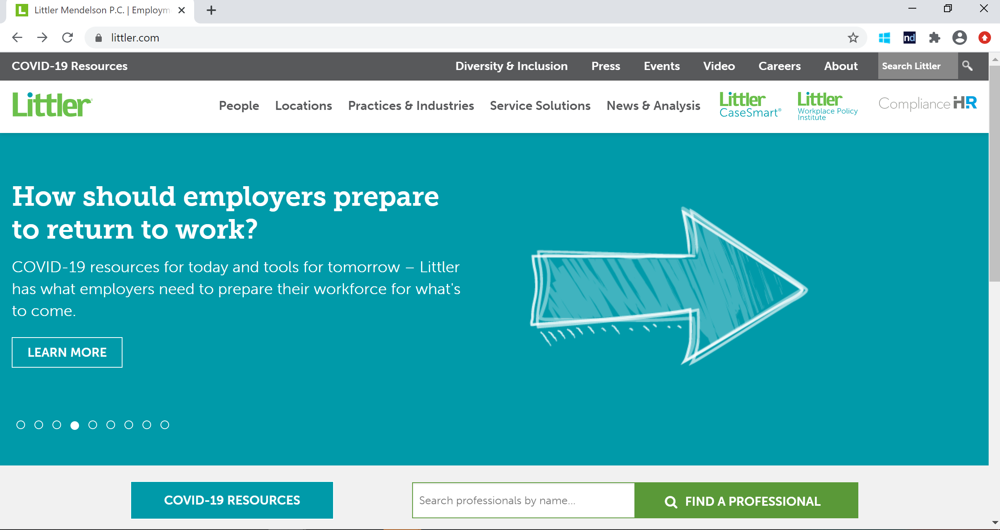 Littler Mendelson P.C. | Employm
littler.com
COVID-19 Resources
Diversity & Inclusion
Press
Events
Video
Careers
About
Search Littler
Littler®
People
Locations
Practices & Industries
Service Solutions
News & Analysis
Littler
CaseSmart®
Littler
Workplace Policy
Institute
Compliance HR
How should employers prepare
to return to work?
COVID-19 resources for today and tools for tomorrow – Littler
has what employers need to prepare their workforce for what's
to come.
LEARN MORE
COVID-19 RESOURCES
Search professionals by name...
FIND A PROFESSIONAL
L
nd